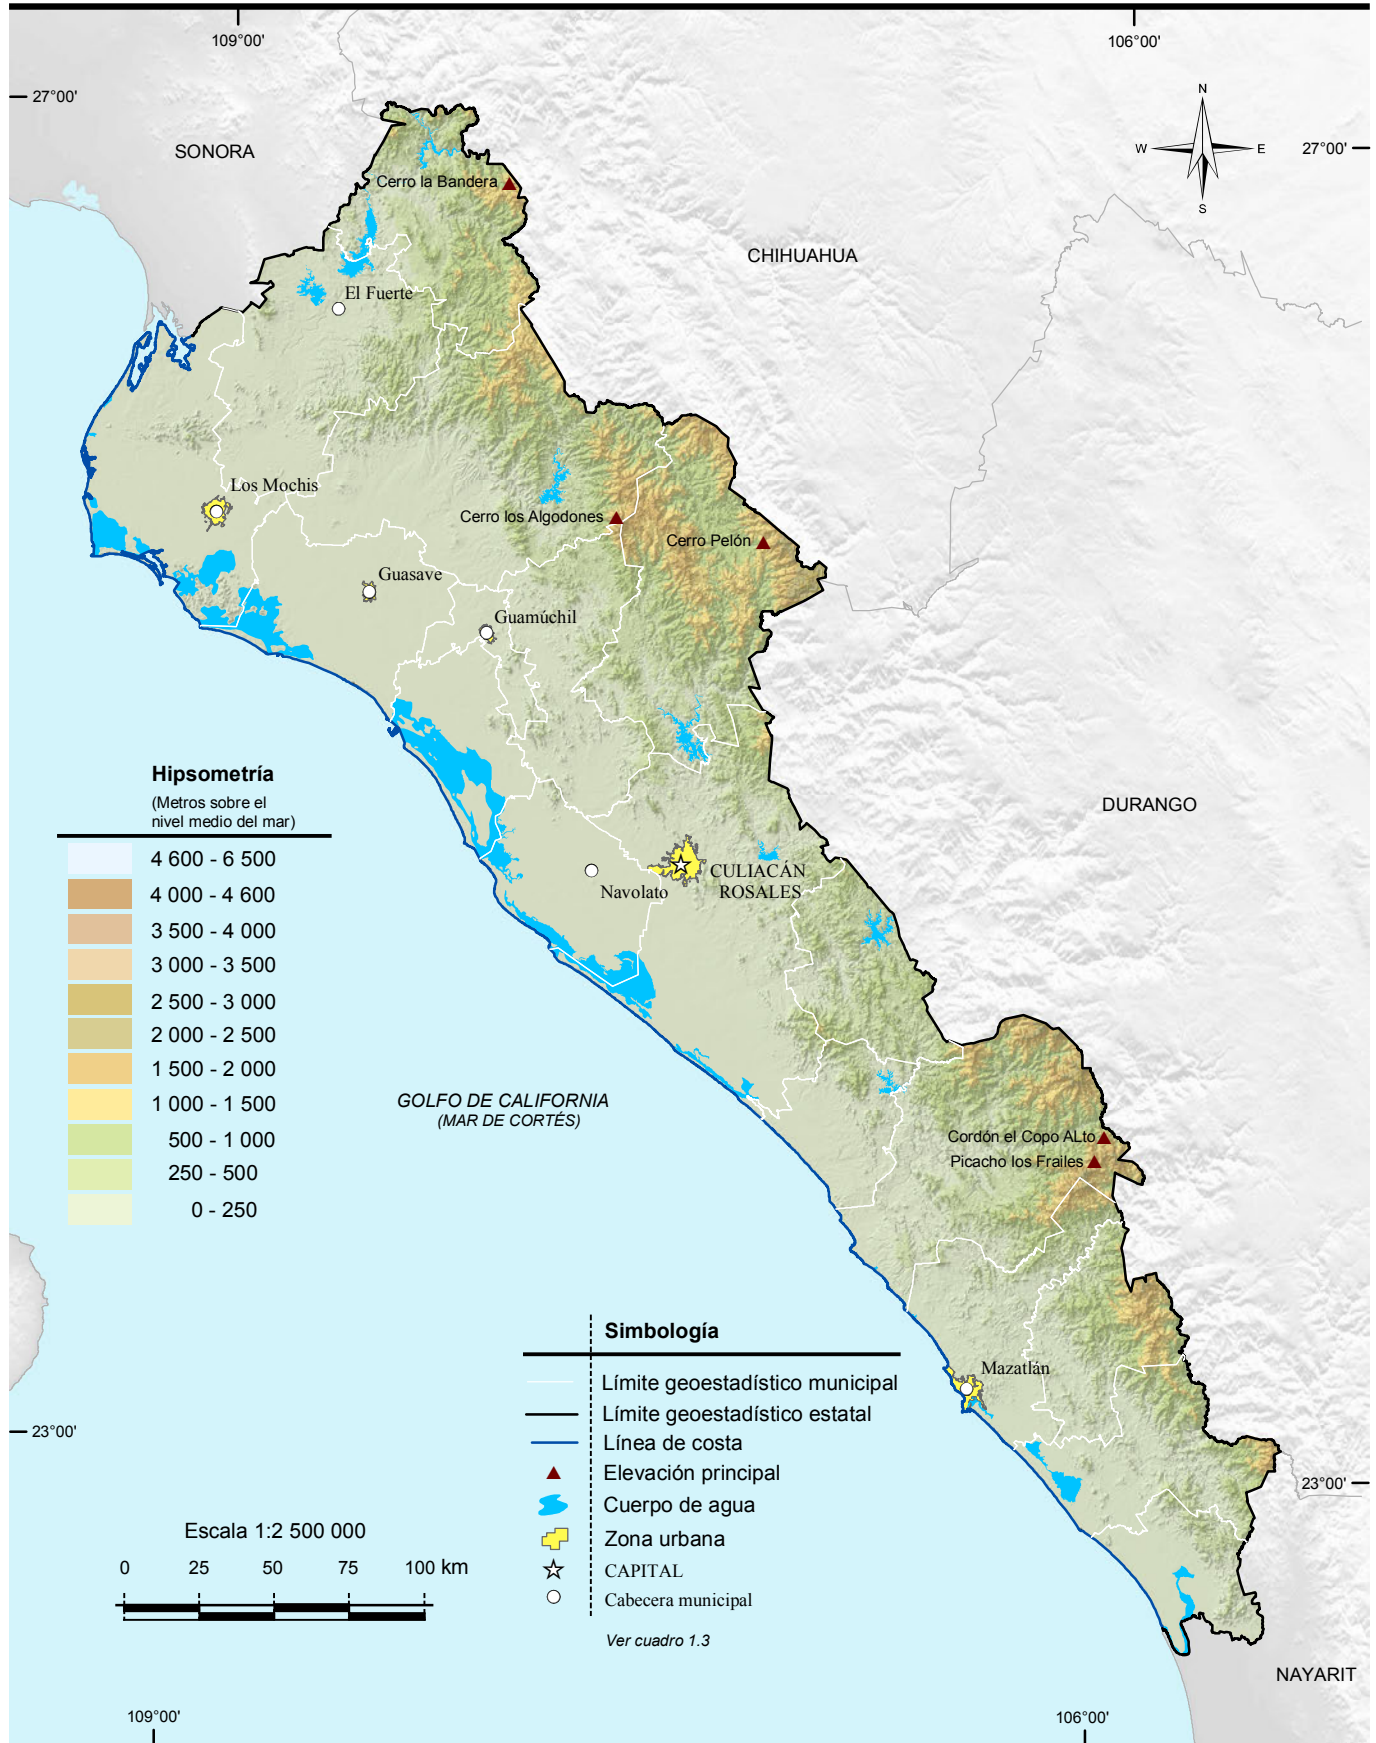 109°00'
106°00'
27°00'
N
W
E
S
27°00'
SONORA
Cerro la Bandera
CHIHUAHUA
El Fuerte
Los Mochis
Cerro los Algodones
Cerro Pelón
Guasave
Guamúchil
Hipsometría
(Metros sobre el
nivel medio del mar)
4 600 - 6 500
4 000 - 4 600
3 500 - 4 000
3 000 - 3 500
2 500 - 3 000
2 000 - 2 500
1 500 - 2 000
1 000 - 1 500
500 - 1 000
250 - 500
0 - 250
DURANGO
CULIACÁN
ROSALES
Navolato
GOLFO DE CALIFORNIA
(MAR DE CORTÉS)
Cordón el Copo ALto
Picacho los Frailes
Mazatlán
Simbología
Límite geoestadístico municipal
Límite geoestadístico estatal
Línea de costa
Elevación principal
Cuerpo de agua
Zona urbana
CAPITAL
Cabecera municipal
Ver cuadro 1.3
23°00'
23°00'
Escala 1:2 500 000
0 25 50 75 100 km
NAYARIT
109°00'
106°00'